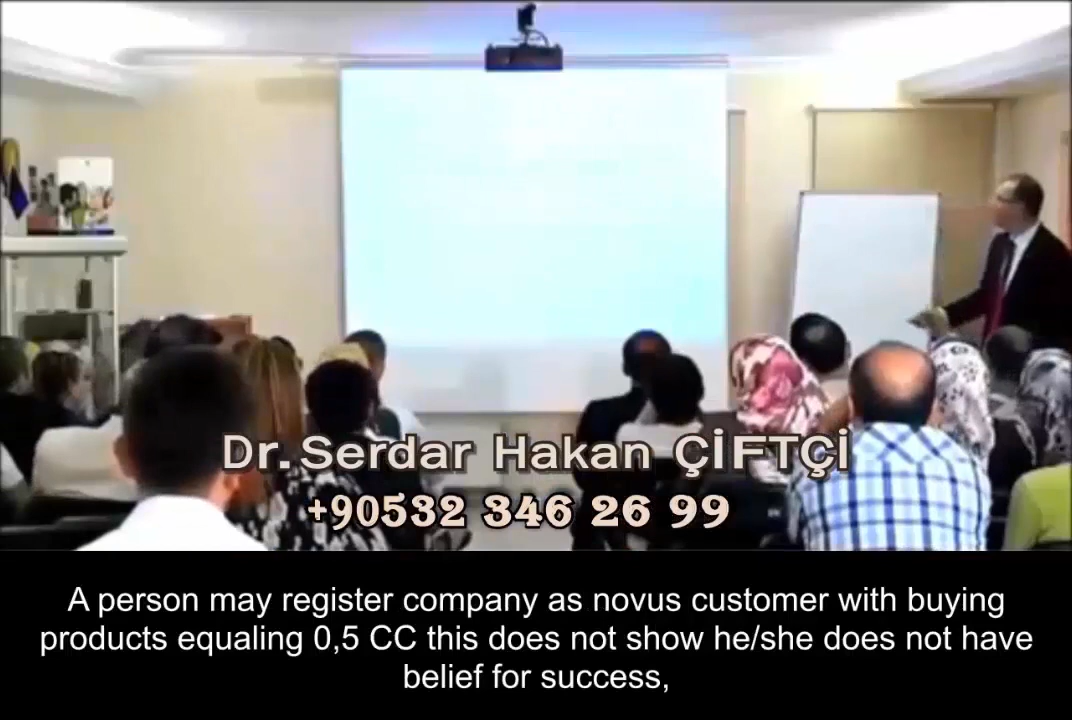 Dr. Serdar Hakan ÇİFTÇİ
+90532 346 26 99
A person may register company as novus customer with buying
products equaling 0,5 CC this does not show he/she does not have
belief for success,